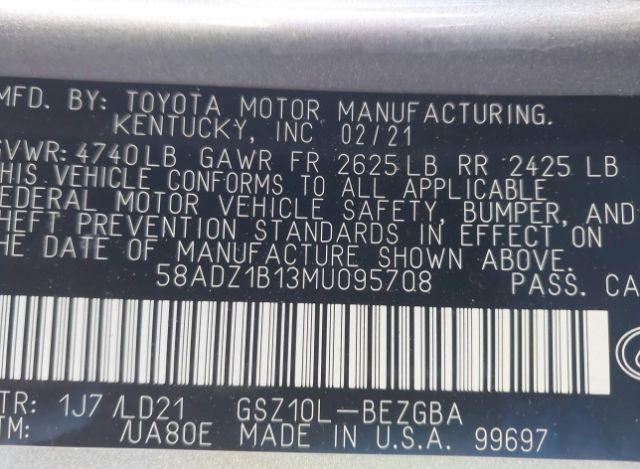 MFD. BY: TOYOTA MOTOR MANUFACTURING.
KENTUCKY, INC 02/21
GVWR: 4740LB GAWR FR 2625LB RR 2425 LB
THIS VEHICLE CONFORMS TO ALL APPLICABLE
FEDERAL MOTOR VEHICLE SAFETY, BUMPER, AND
THEFT PREVENTION STANDARDS IN EFFECT ON
THE DATE OF MANUFACTURE SHOWN ABOVE.
58ADZ1B13MU095708 PASS. CA
TR: 1J7 /LD21 GSZ10L-BEZGBA
TM: /UA80E MADE IN U.S.A. 99697